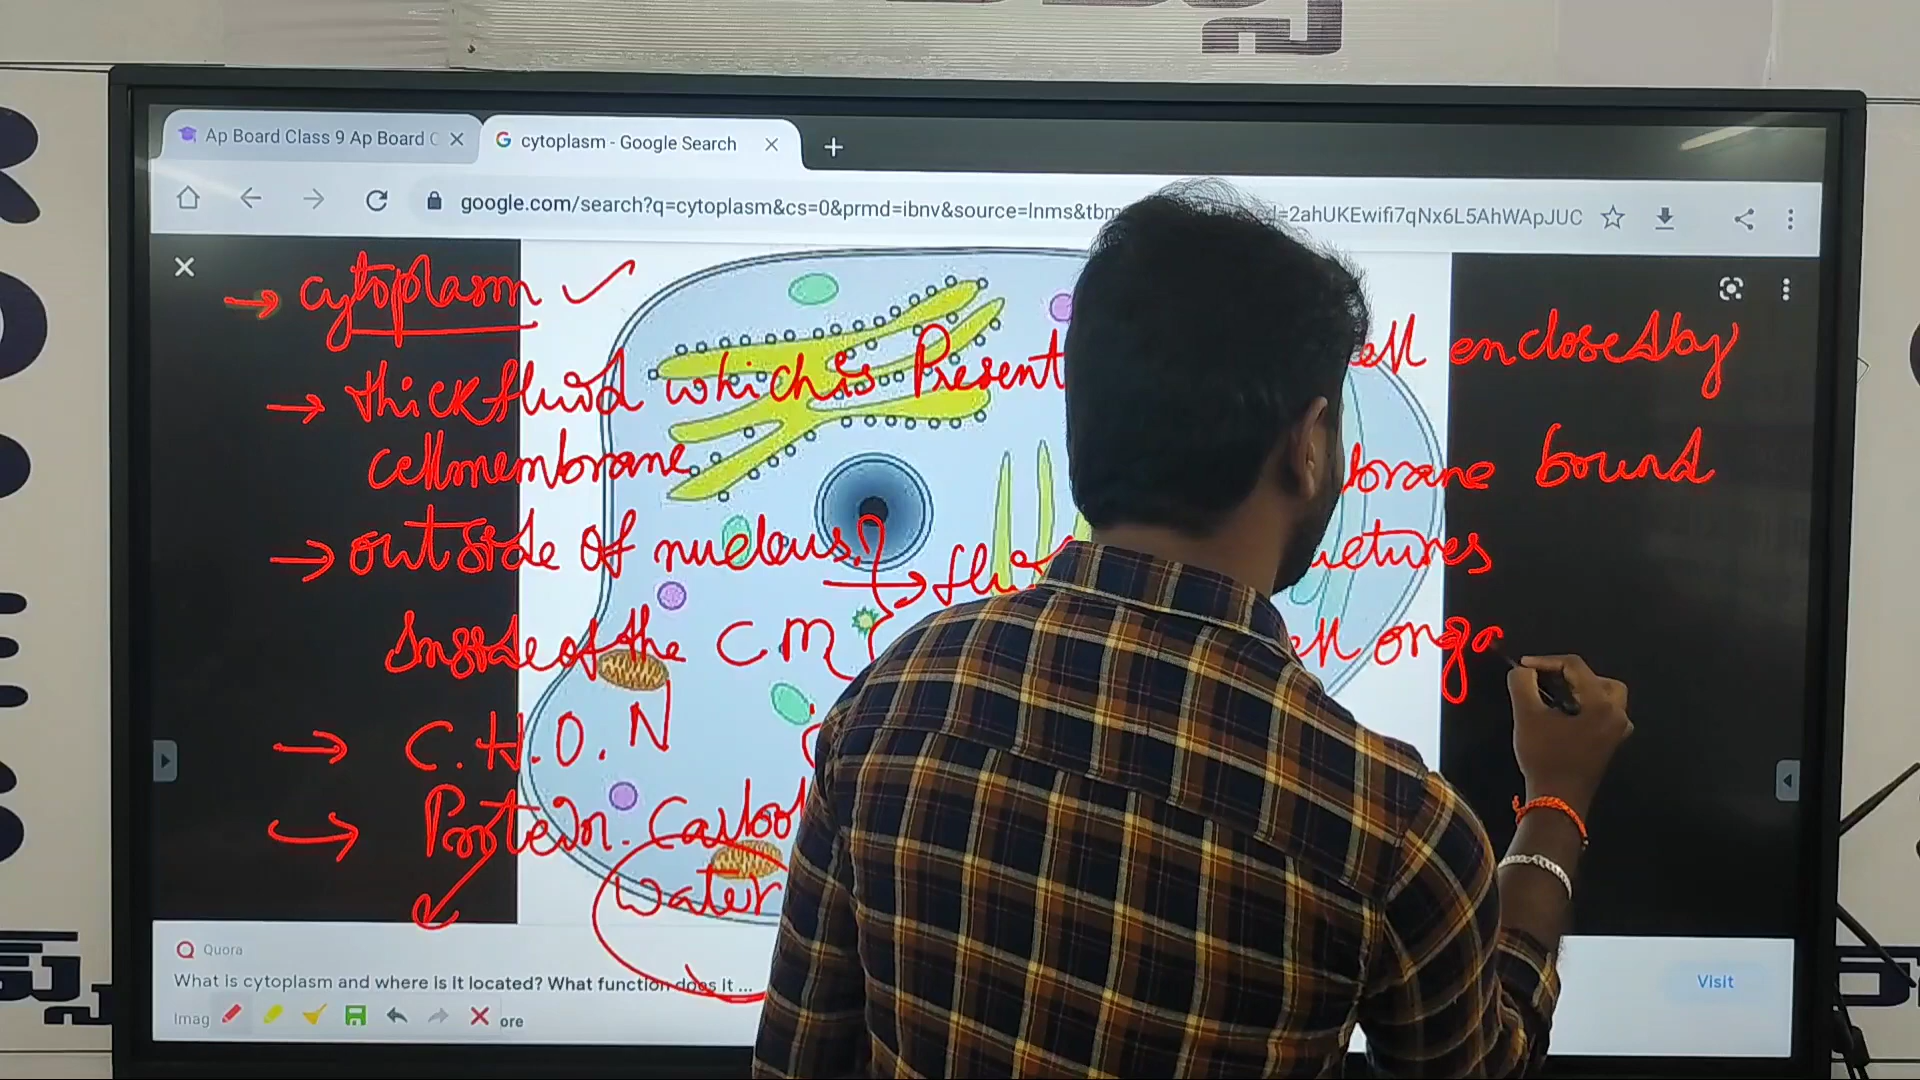 Ap Board Class 9 Ap Board C
cytoplasm - Google Search
google.com/search?q=cytoplasm&cs=0&prmd=ibnv&source=lnms&tbm
d=2ahUKEwifi7qNx6L5AhWApJUC
→ cytoplasm ✓
→ thick fluid which is Present
ell enclosed by
cellmembrane
brane bound
→ outside of nucleus.
uctures
Inside of the CM
ell orga
→ C.H.O.N
→ Protein. Carboh
water
Quora
What is cytoplasm and where is it located? What function does it ...
Visit
Imag
ore